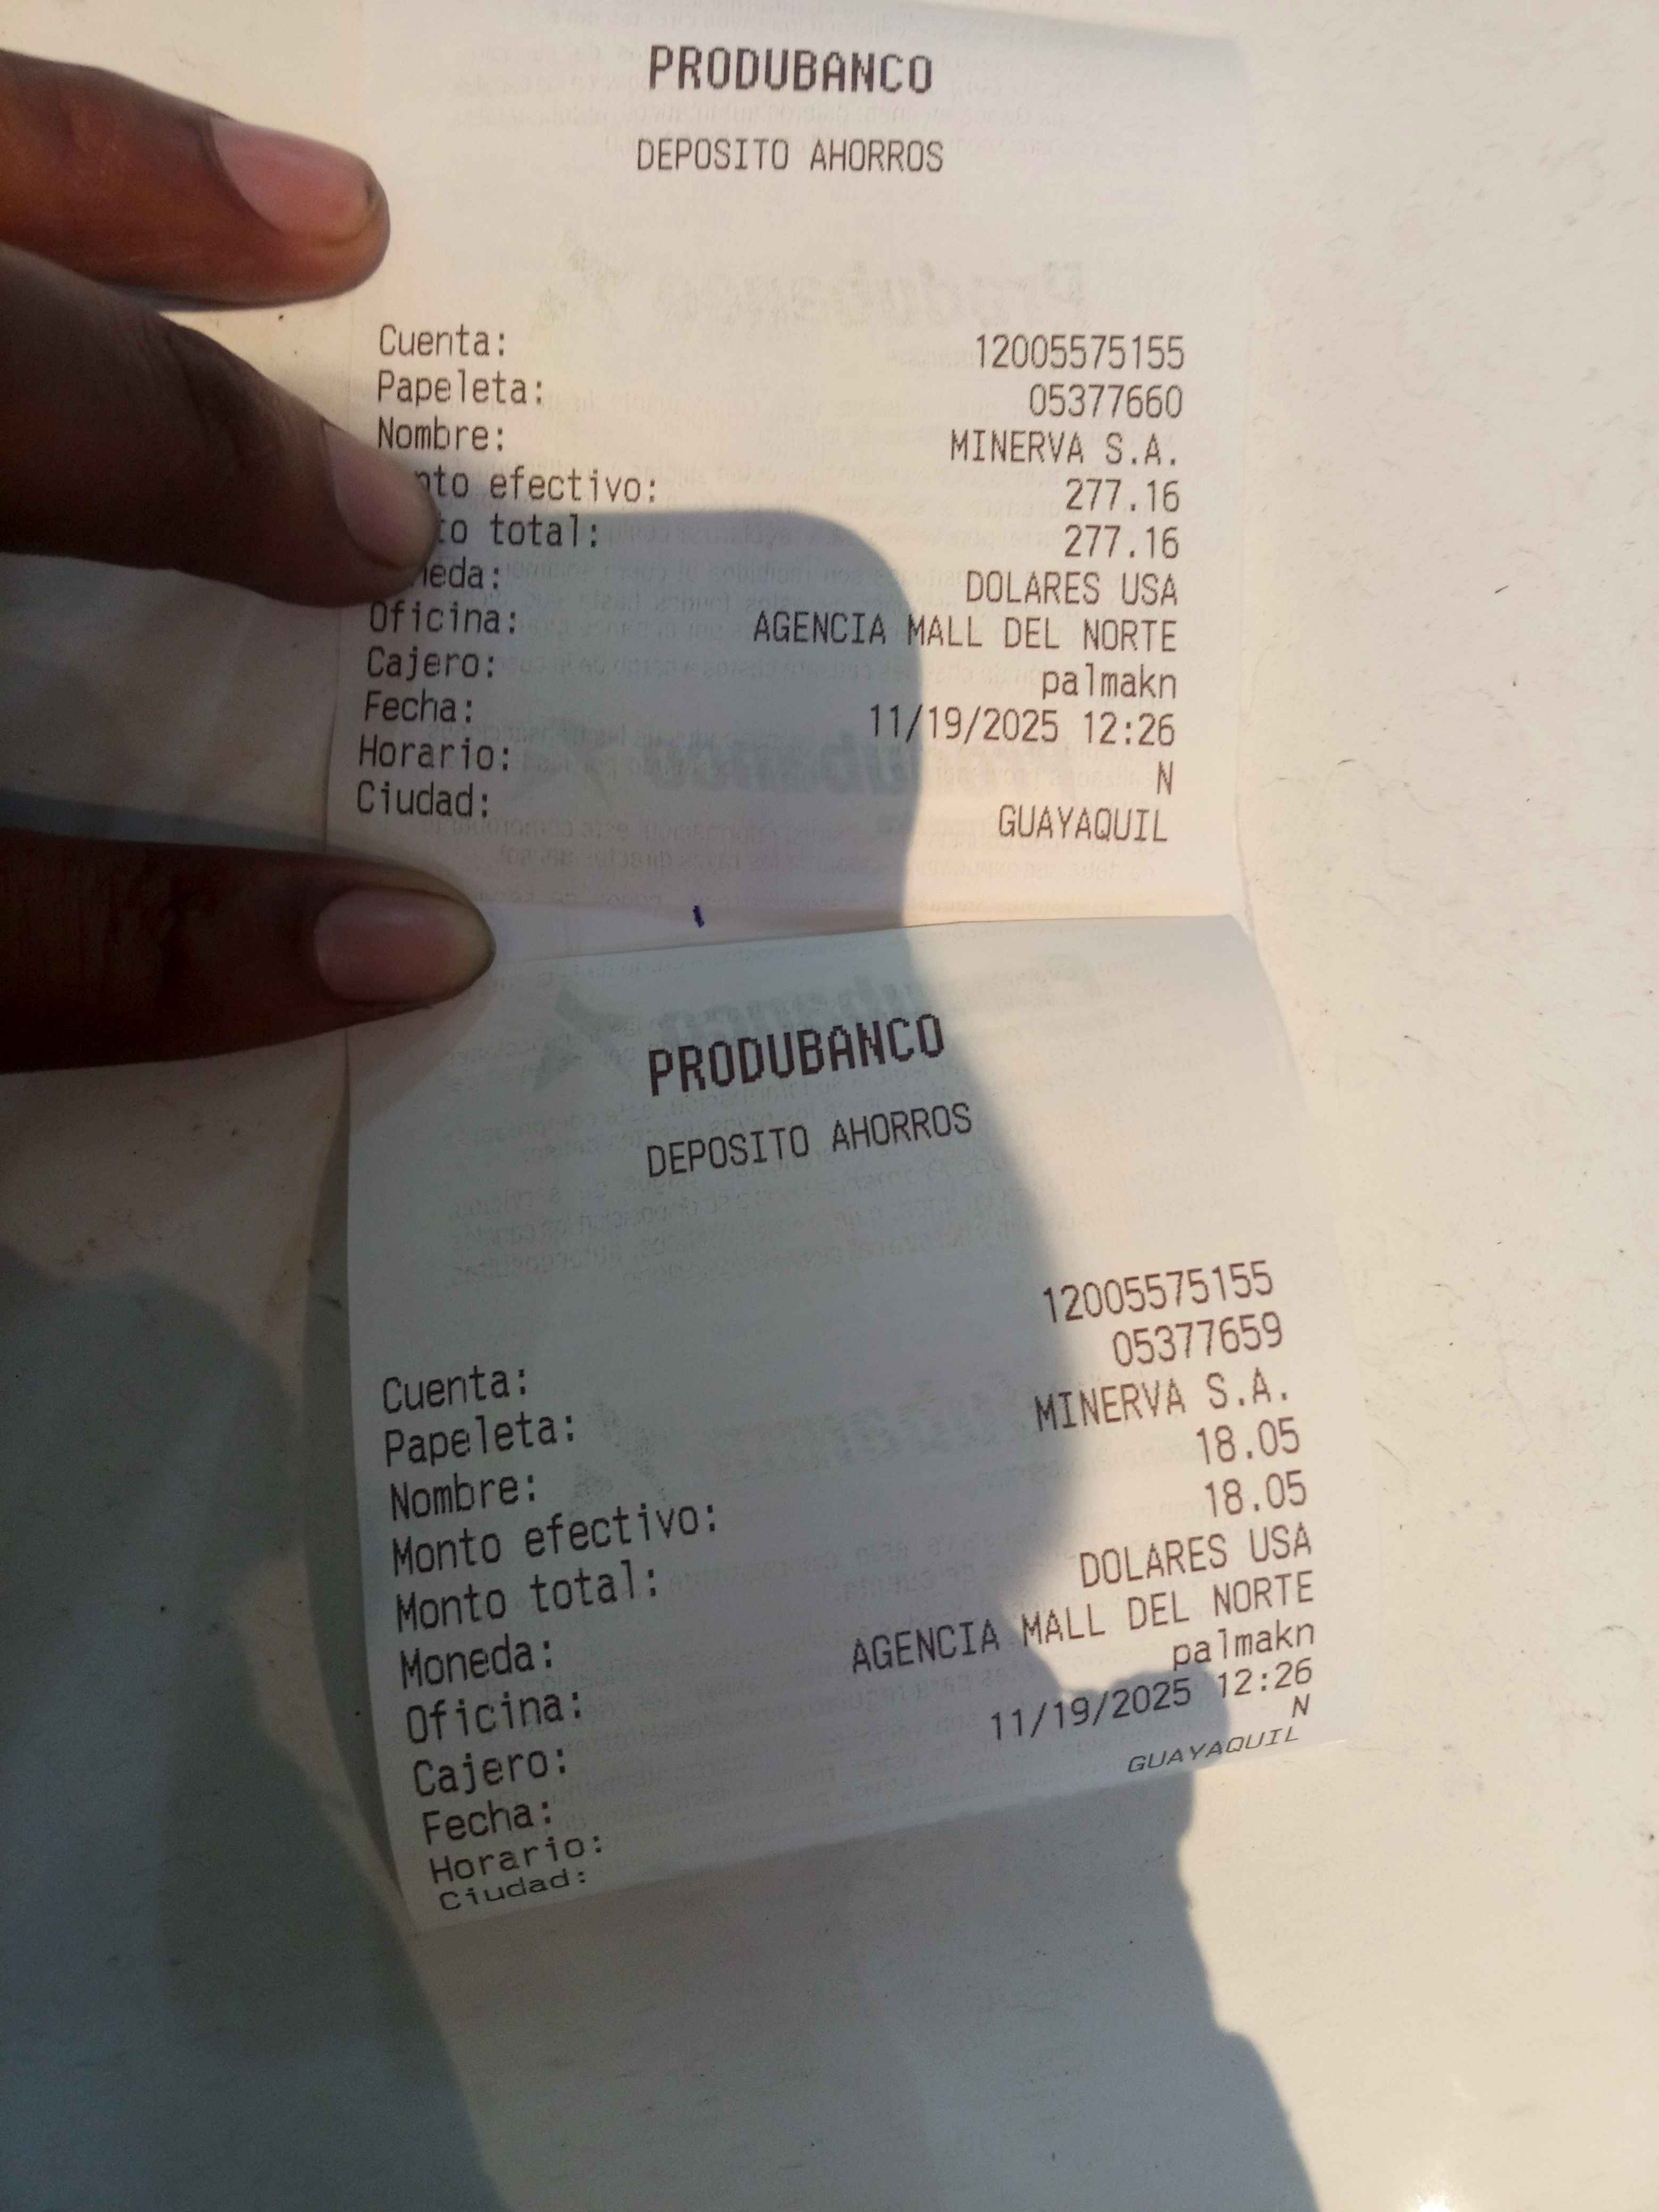 PRODUBANCO
DEPOSITO AHORROS
Cuenta: 12005575155
Papeleta: 05377660
Nombre: MINERVA S.A.
nto efectivo: 277.16
to total: 277.16
neda: DOLARES USA
Oficina: AGENCIA MALL DEL NORTE
Cajero: palmakn
Fecha: 11/19/2025 12:26
Horario: N
Ciudad: GUAYAQUIL
PRODUBANCO
DEPOSITO AHORROS
Cuenta: 12005575155
Papeleta: 05377659
Nombre: MINERVA S.A.
Monto efectivo: 18.05
Monto total: 18.05
Moneda: DOLARES USA
Oficina: AGENCIA MALL DEL NORTE
Cajero: palmakn
Fecha: 11/19/2025 12:26
Horario: N
Ciudad: GUAYAQUIL